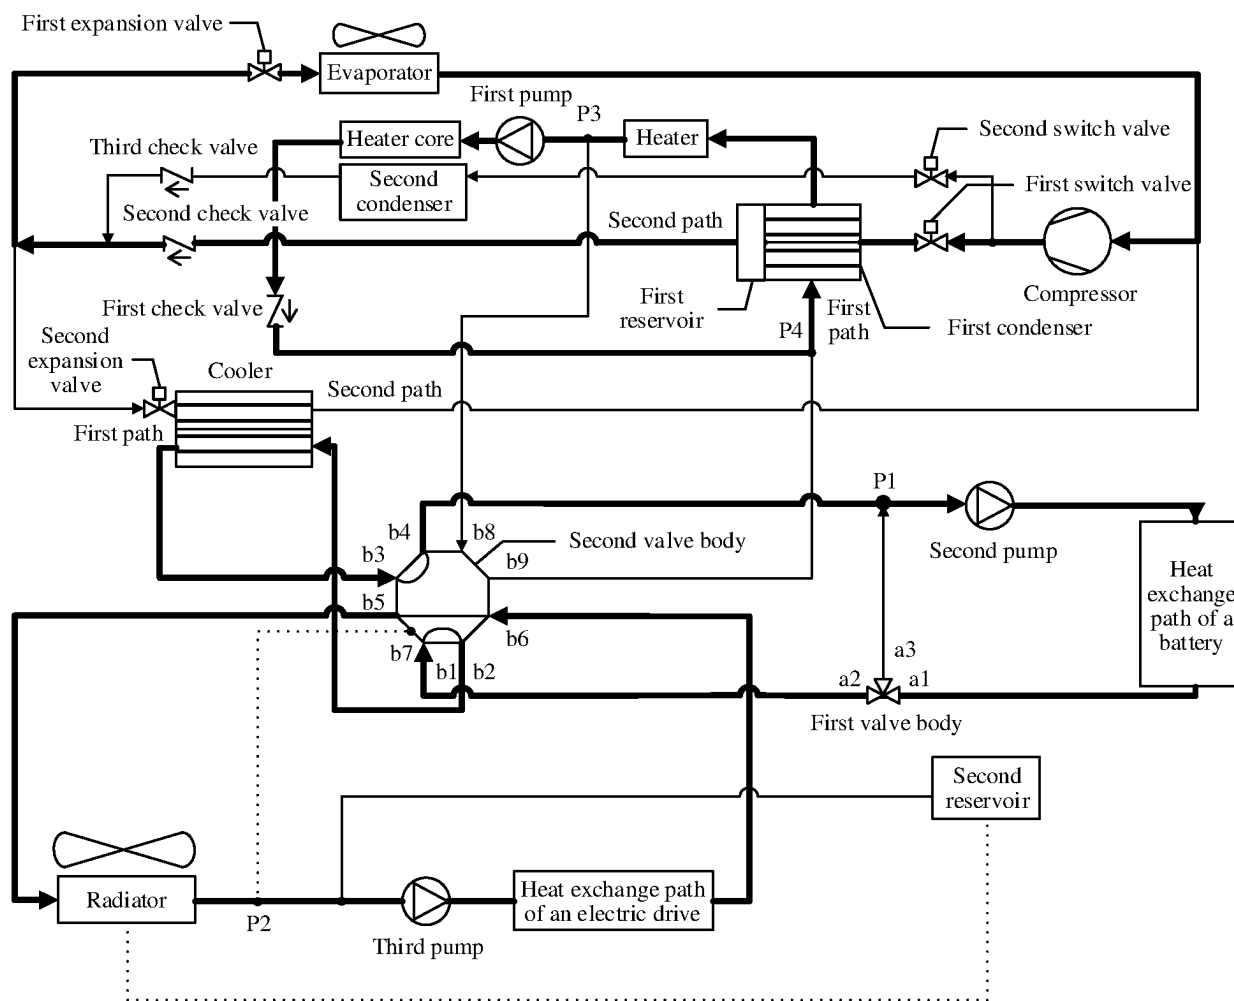 First expansion valve
Evaporator
First pump
P3
Heater core
Heater
Second switch valve
Third check valve
Second
condenser
First switch valve
Second check valve
Second path
Compressor
First check valve
First
reservoir
P4
First
path
First condenser
Second
expansion
valve
Cooler
Second path
First path
P1
Second pump
b4
b8
Second valve body
b3
b9
Heat
exchange
path of a
battery
b5
b6
b7
b1
b2
a3
a2
a1
First valve body
Second
reservoir
Radiator
P2
Heat exchange path
of an electric drive
Third pump